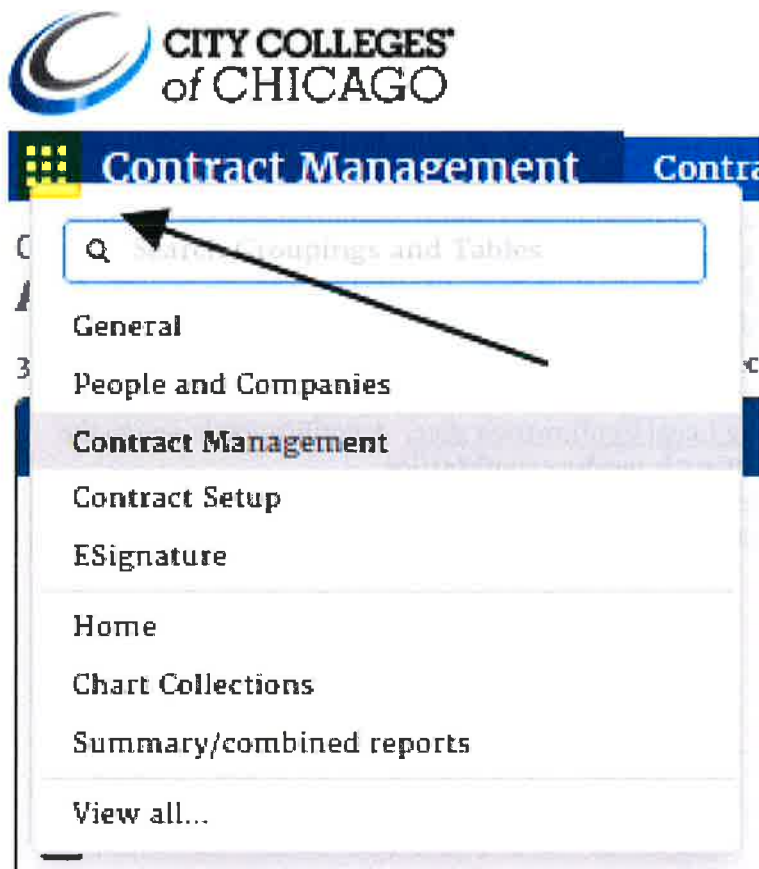 CITY COLLEGES®
of CHICAGO
Contract Management Contra
Search Groupings and Tables
General
People and Companies
Contract Management
Contract Setup
ESignature
Home
Chart Collections
Summary/combined reports
View all...